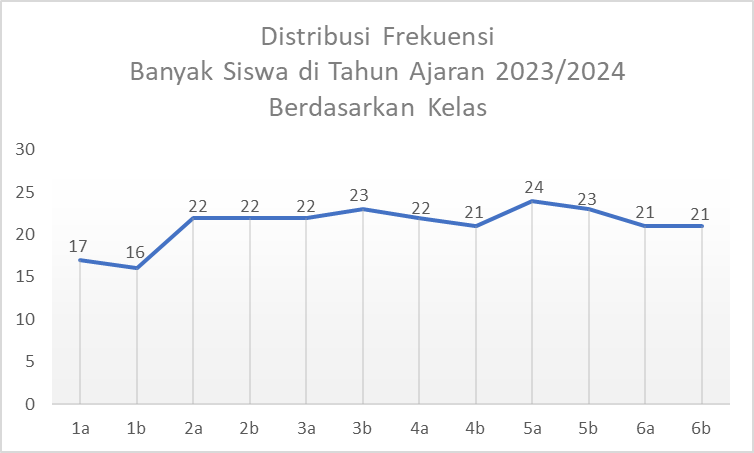 Distribusi Frekuensi
Banyak Siswa di Tahun Ajaran 2023/2024
Berdasarkan Kelas
30
25
20
15
10
5
0
17 16 22 22 22 23 22 21 24 23 21 21
1a 1b 2a 2b 3a 3b 4a 4b 5a 5b 6a 6b